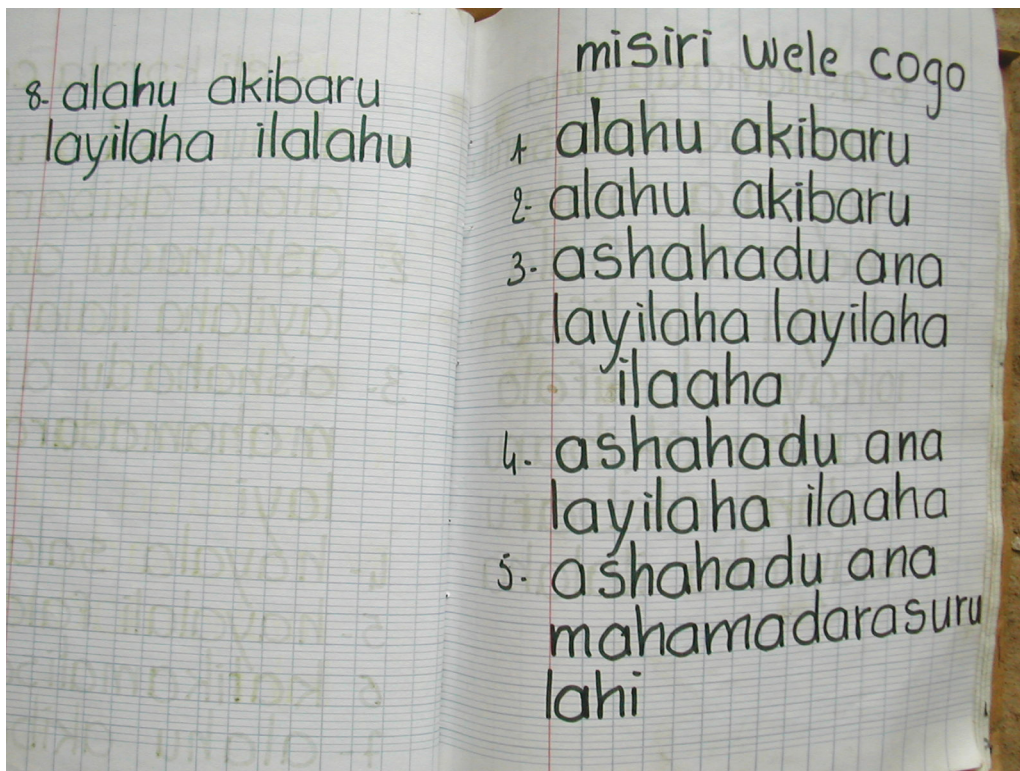 8- alahu akibaru
layilaha ilalahu
misiri wele cogo
1 alahu akibaru
2- alahu akibaru
3- ashahadu ana
layilaha layilaha
ilaaha
4- ashahadu ana
layilaha ilaaha
5- ashahadu ana
mahamadarasuru
lahi